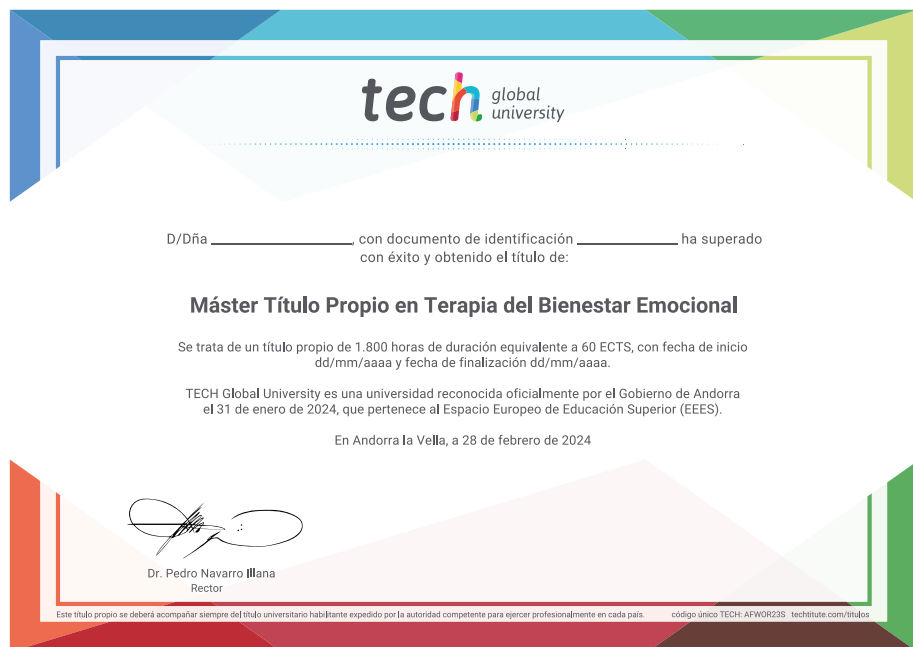 tech global university
D/Dña ____________, con documento de identificación ____________ ha superado
con éxito y obtenido el título de:
Máster Título Propio en Terapia del Bienestar Emocional
Se trata de un título propio de 1.800 horas de duración equivalente a 60 ECTS, con fecha de inicio
dd/mm/aaaa y fecha de finalización dd/mm/aaaa.
TECH Global University es una universidad reconocida oficialmente por el Gobierno de Andorra
el 31 de enero de 2024, que pertenece al Espacio Europeo de Educación Superior (EEES).
En Andorra la Vella, a 28 de febrero de 2024
Dr. Pedro Navarro Illana
Rector
Este título propio se deberá acompañar siempre del título universitario habilitante expedido por la autoridad competente para ejercer profesionalmente en cada país. código único TECH: AFWOR23S techtitute.com/titulos